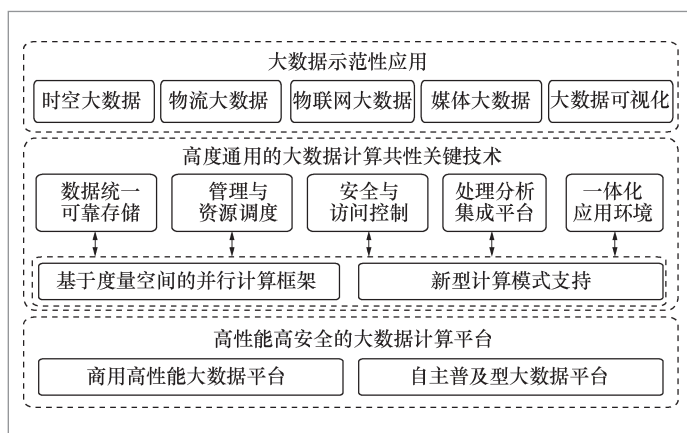 大数据示范性应用
时空大数据 物流大数据 物联网大数据 媒体大数据 大数据可视化
高度通用的大数据计算共性关键技术
数据统一 管理与 安全与 处理分析 一体化
可靠存储 资源调度 访问控制 集成平台 应用环境
基于度量空间的并行计算框架 新型计算模式支持
高性能高安全的大数据计算平台
商用高性能大数据平台 自主普及型大数据平台